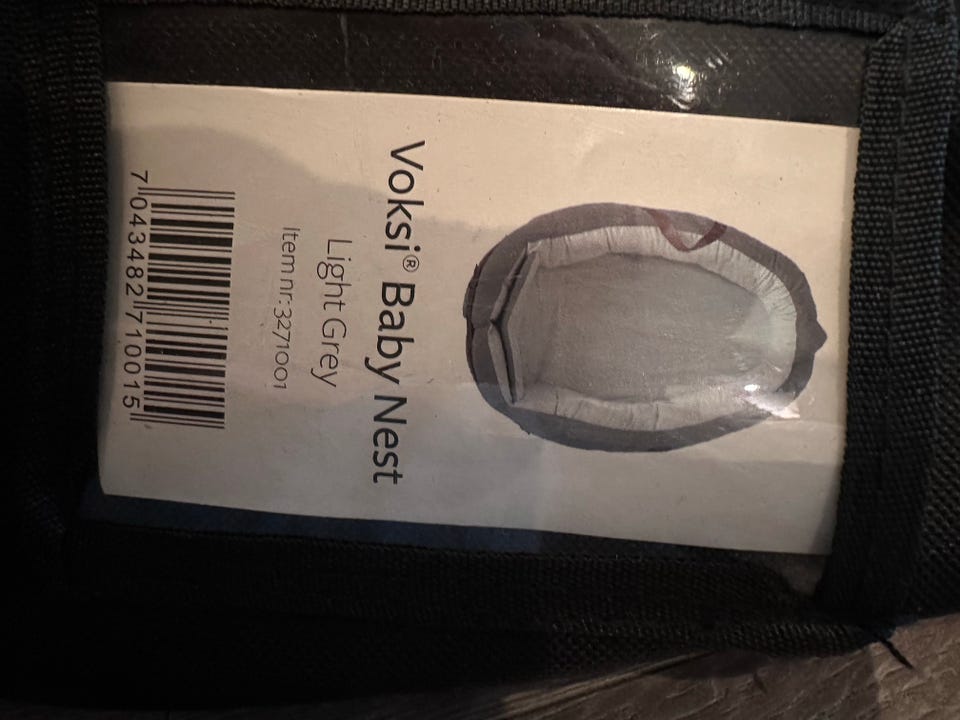 Voksi® Baby Nest
Light Grey
Item nr:3271001
7 043482 710015